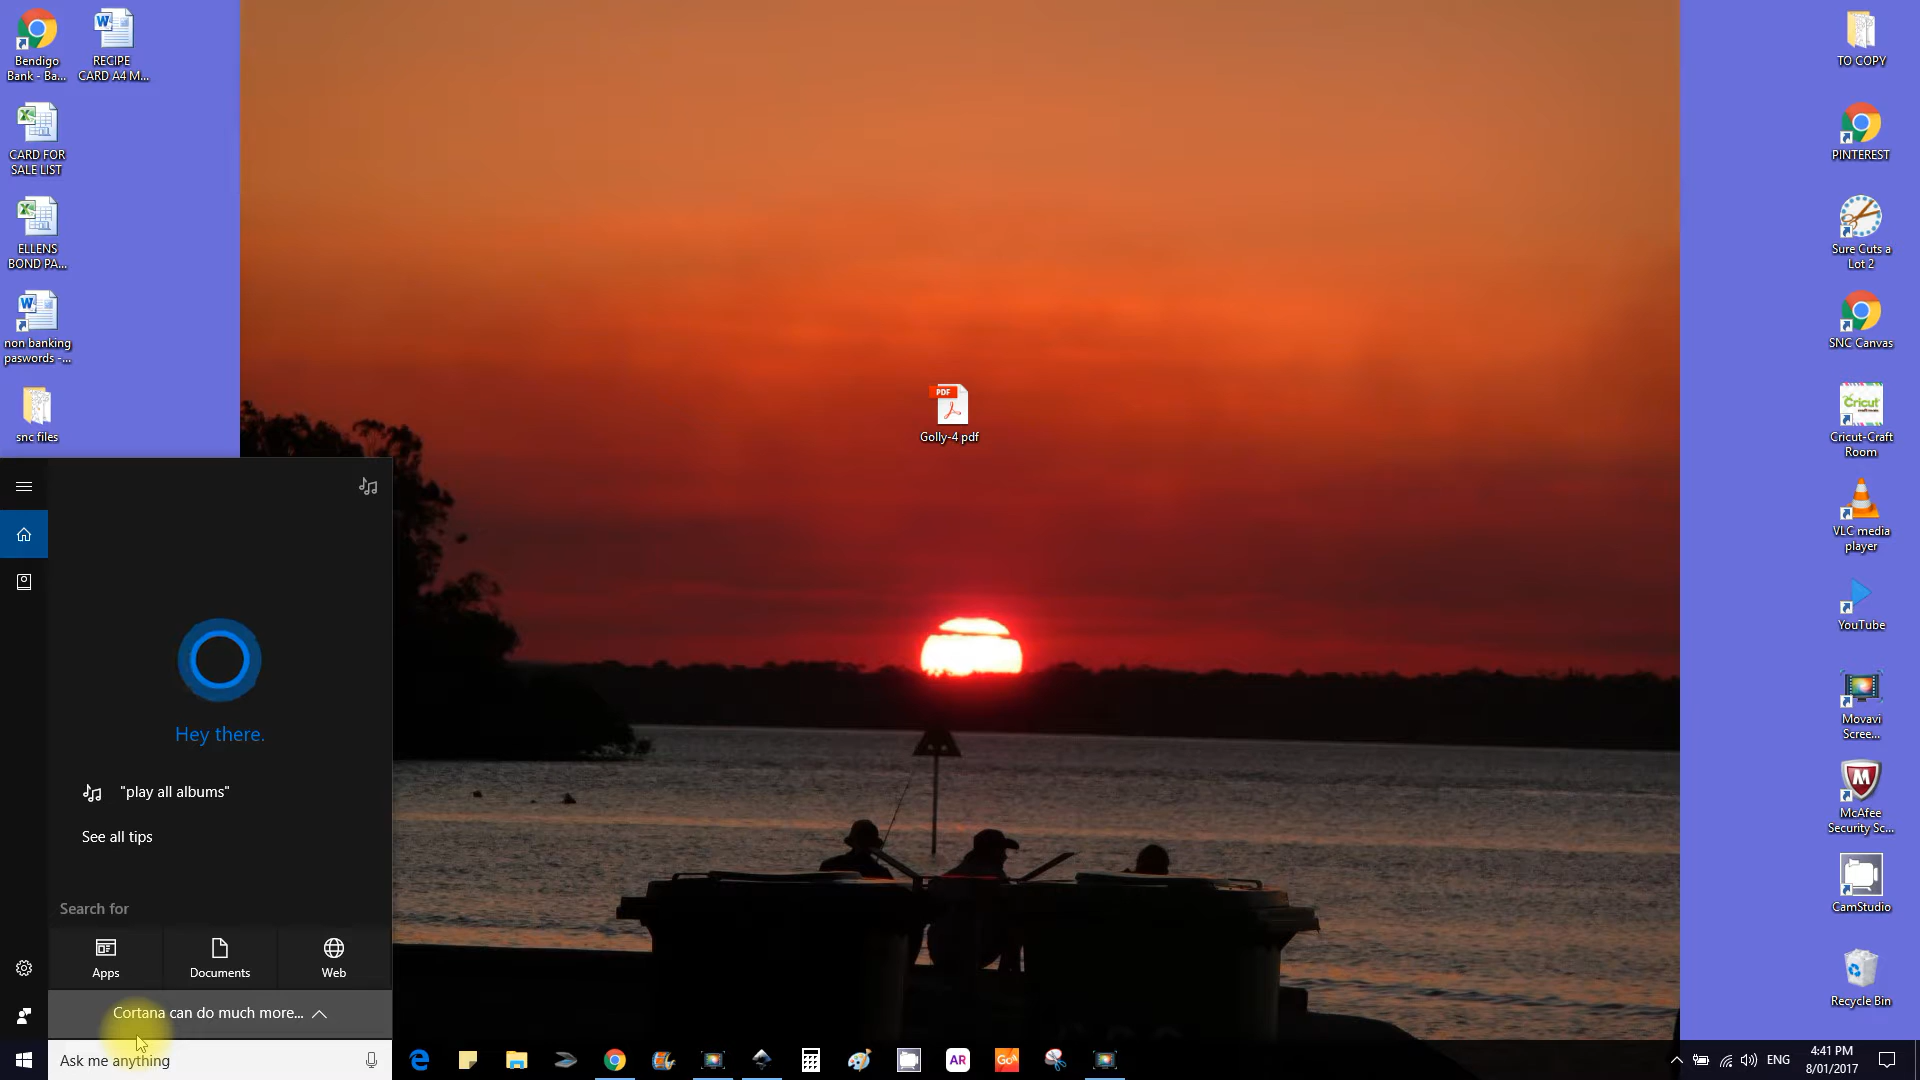 Bendigo
Bank - Ba...
RECIPE
CARD A4 M...
CARD FOR
SALE LIST
ELLENS
BOND PA...
non banking
paswords -...
snc files
PDF
Golly-4 pdf
TO COPY
PINTEREST
Sure Cuts a
Lot 2
SNC Canvas
Cricut
Cricut-Craft
Room
VLC media
player
YouTube
Movavi
Scree...
McAfee
Security Sc...
CamStudio
Recycle Bin
Hey there.
"play all albums"
See all tips
Search for
Apps
Documents
Web
Cortana can do much more...
Ask me anything
AR
ENG
4:41 PM
8/01/2017